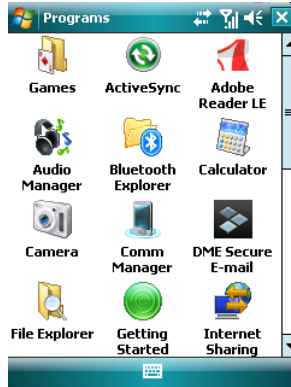 Programs
Games ActiveSync Adobe
Reader LE
Audio Bluetooth Calculator
Manager Explorer
Camera Comm DME Secure
Manager E-mail
File Explorer Getting Internet
Started Sharing